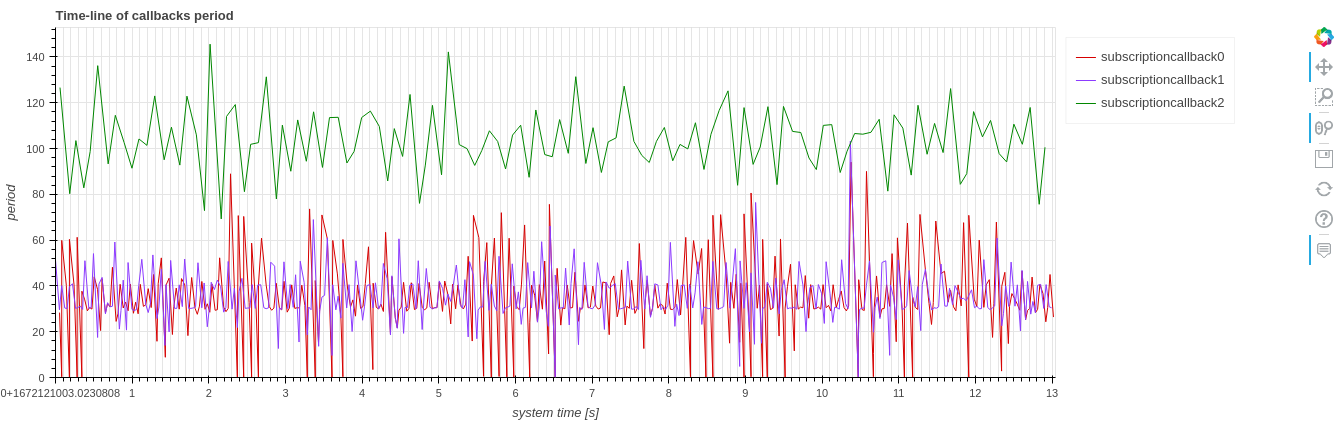 Time-line of callbacks period
140
120
100
80
60
40
20
0
period
0+1672121003.0230808 1 2 3 4 5 6 7 8 9 10 11 12 13
system time [s]
subscriptioncallback0
subscriptioncallback1
subscriptioncallback2